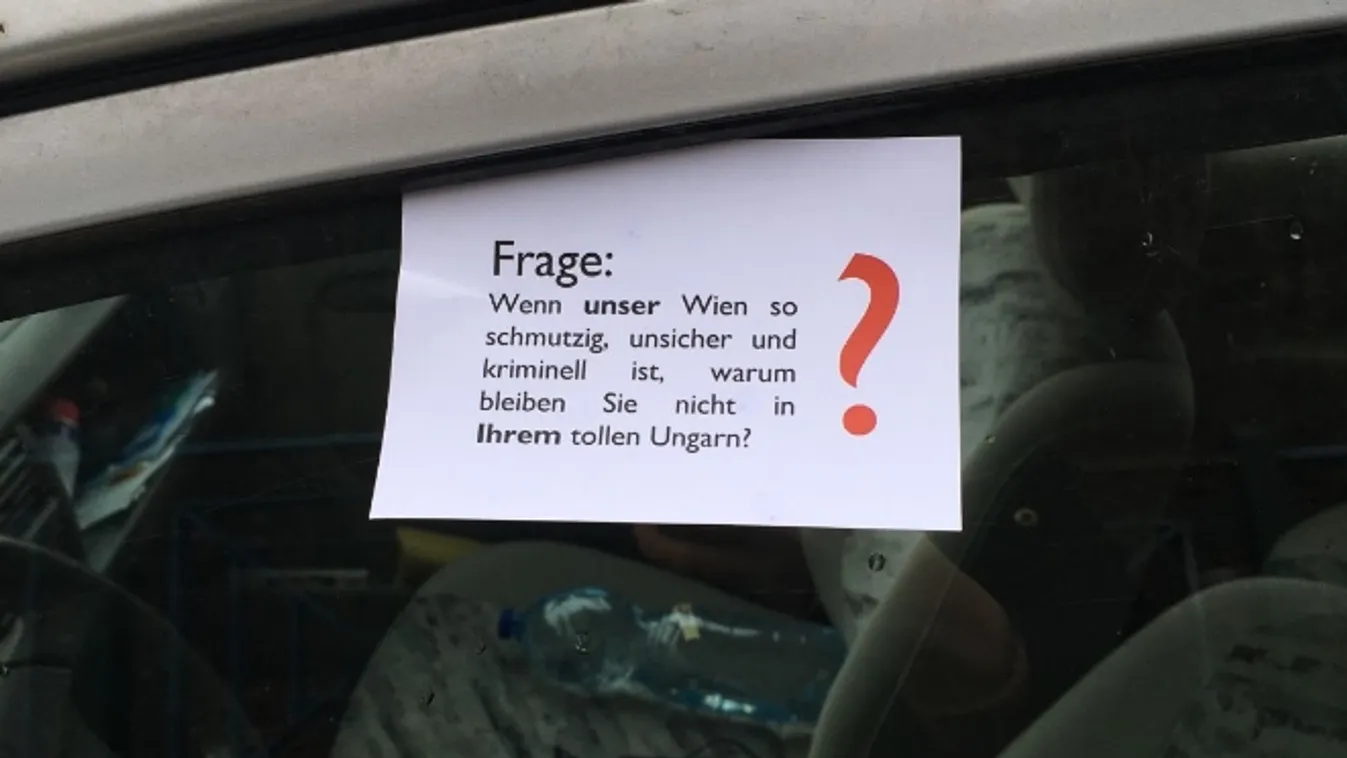 Frage:
Wenn unser Wien so
schmutzig, unsicher und
kriminell ist, warum
bleiben Sie nicht in
Ihrem tollen Ungarn?
?